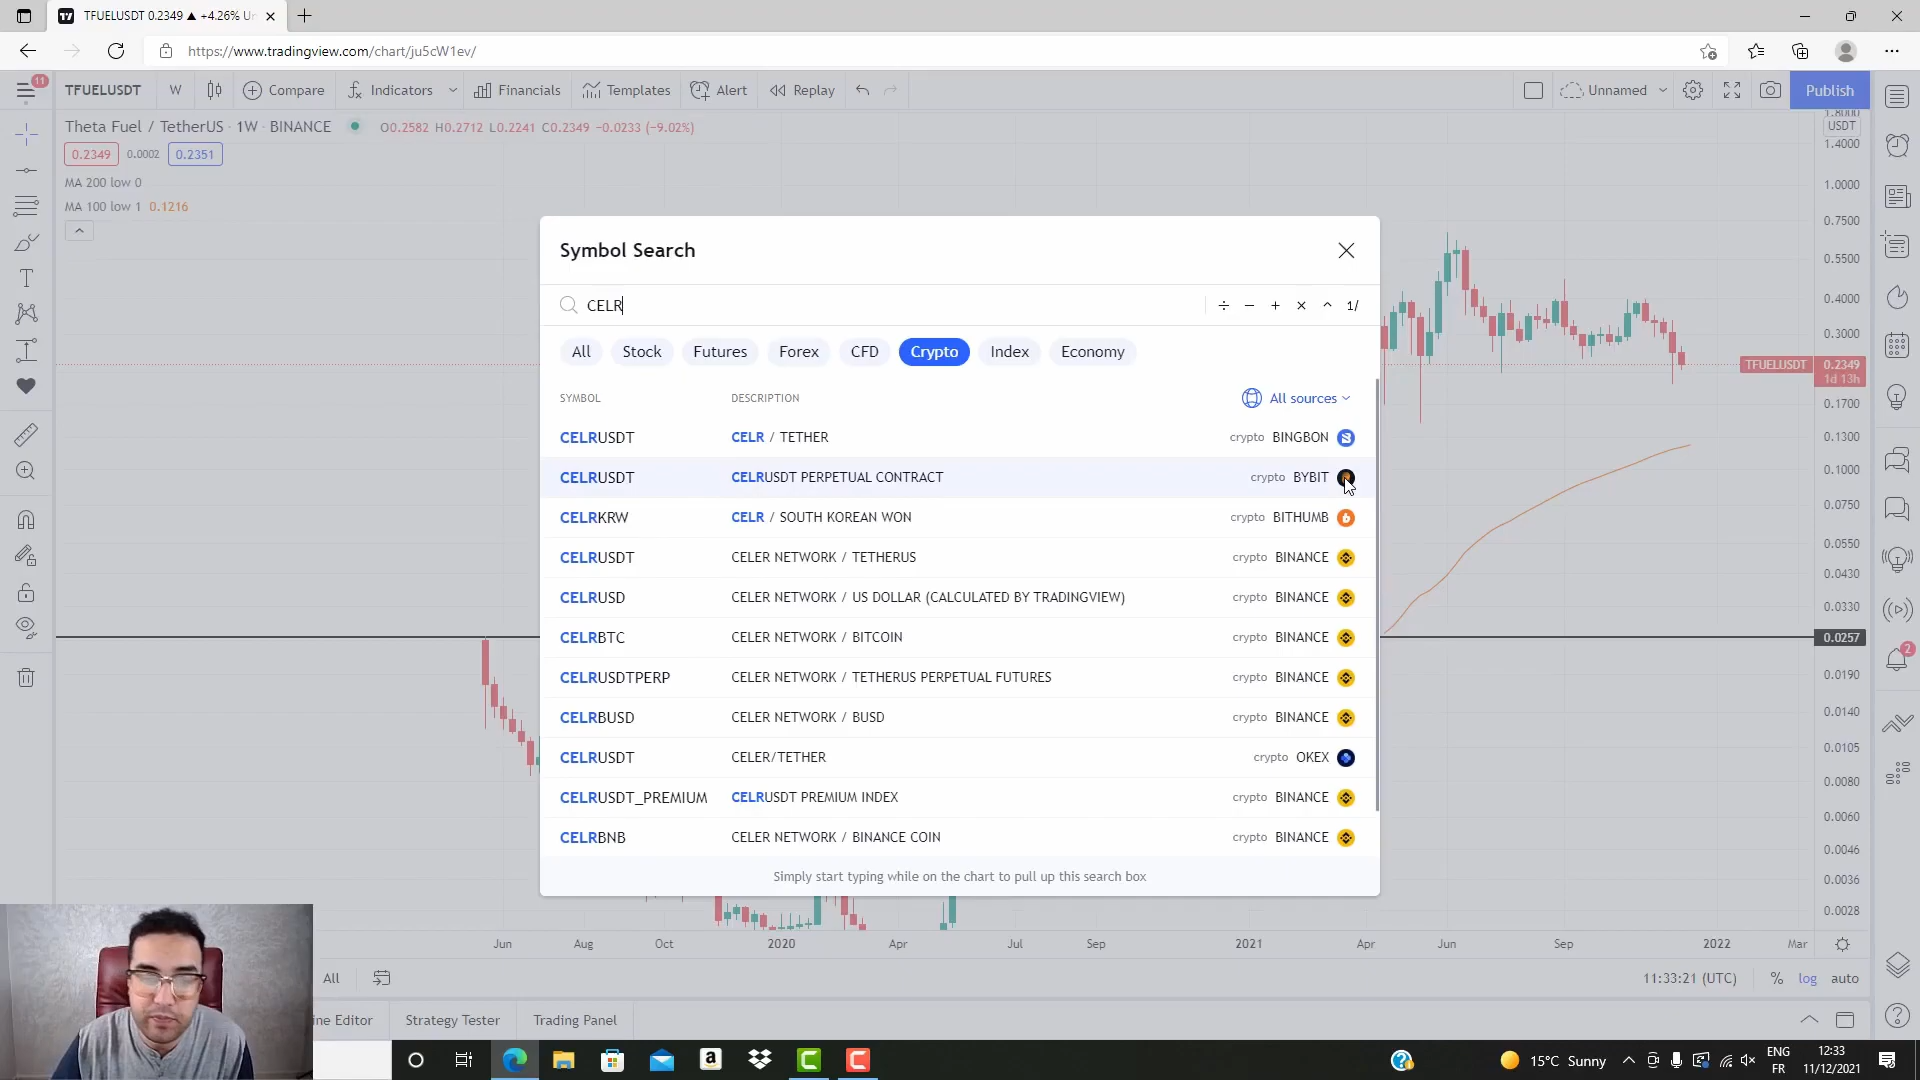 TFUELUSDT 0.2349 ▲ +4.26% Un
https://www.tradingview.com/chart/ju5cW1ev/
11
TFUELUSDT W Compare Indicators Financials Templates Alert Replay Unnamed Publish
Theta Fuel / TetherUS · 1W · BINANCE O0.2582 H0.2712 L0.2241 C0.2349 −0.0233 (−9.02%)
0.2349 0.0002 0.2351
MA 200 low 0
MA 100 low 1 0.1216
USDT
1.4000
1.0000
0.7500
0.5500
0.4000
0.3000
TFUELUSDT 0.2349
1d 13h
0.1700
0.1300
0.1000
0.0750
0.0550
0.0430
0.0330
0.0257
0.0190
0.0140
0.0105
0.0080
0.0060
0.0046
0.0036
0.0028
2
Symbol Search
CELR ÷ − + × ^ 1/
All Stock Futures Forex CFD Crypto Index Economy
SYMBOL DESCRIPTION All sources
CELRUSDT CELR / TETHER crypto BINGBON
CELRUSDT CELRUSDT PERPETUAL CONTRACT crypto BYBIT
CELRKRW CELR / SOUTH KOREAN WON crypto BITHUMB
CELRUSDT CELER NETWORK / TETHERUS crypto BINANCE
CELRUSD CELER NETWORK / US DOLLAR (CALCULATED BY TRADINGVIEW) crypto BINANCE
CELRBTC CELER NETWORK / BITCOIN crypto BINANCE
CELRUSDTPERP CELER NETWORK / TETHERUS PERPETUAL FUTURES crypto BINANCE
CELRBUSD CELER NETWORK / BUSD crypto BINANCE
CELRUSDT CELER/TETHER crypto OKEX
CELRUSDT_PREMIUM CELRUSDT PREMIUM INDEX crypto BINANCE
CELRBNB CELER NETWORK / BINANCE COIN crypto BINANCE
Simply start typing while on the chart to pull up this search box
Jun Aug Oct 2020 Apr Jul Sep 2021 Apr Jun Sep 2022 Mar
All 11:33:21 (UTC) % log auto
ine Editor Strategy Tester Trading Panel
15°C Sunny ENG 12:33
FR 11/12/2021